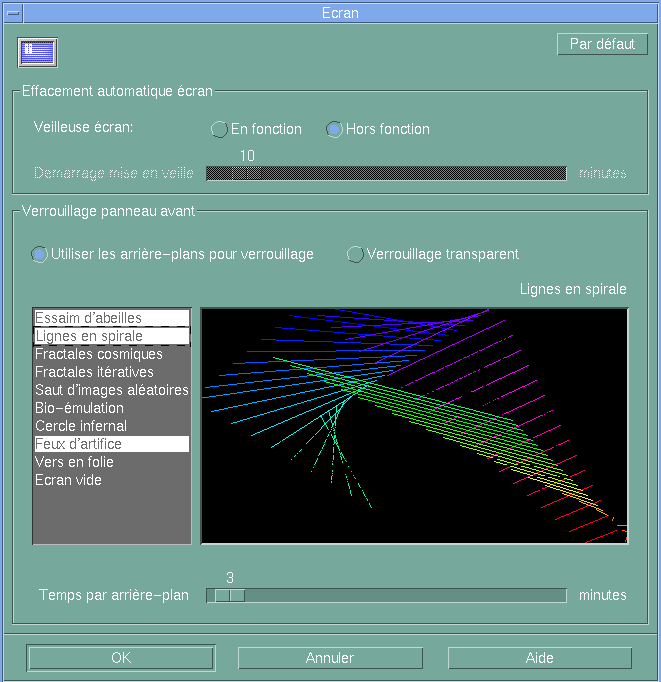 Ecran
Par défaut
Effacement automatique écran
Veilleuse écran: En fonction Hors fonction
10
Demarrage mise en veille minutes
Verrouillage panneau avant
Utiliser les arrière-plans pour verrouillage Verrouillage transparent
Lignes en spirale
Essaim d'abeilles
Lignes en spirale
Fractales cosmiques
Fractales itératives
Saut d'images aléatoires
Bio-émulation
Cercle infernal
Feux d'artifice
Vers en folie
Ecran vide
3
Temps par arrière-plan minutes
OK Annuler Aide